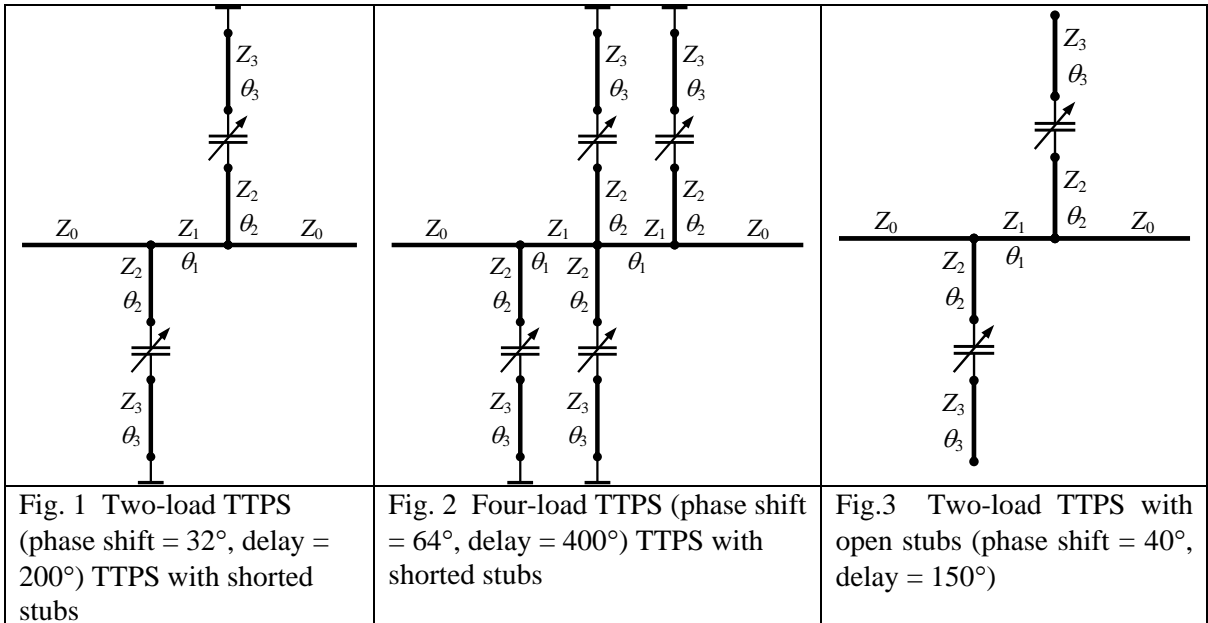 Z3
θ3
Z2
θ2
Z0
Z1
Z0
Z2
θ1
θ2
Z3
θ3
Fig. 1 Two-load TTPS
(phase shift = 32°, delay =
200°) TTPS with shorted
stubs
Z3
Z3
θ3
θ3
Z2
Z2
θ2
θ2
Z0
Z1
Z1
Z0
Z2
θ1
Z2
θ1
θ2
θ2
Z3
Z3
θ3
θ3
Fig. 2 Four-load TTPS (phase shift
= 64°, delay = 400°) TTPS with
shorted stubs
Z3
θ3
Z2
θ2
Z0
Z1
Z0
Z2
θ1
θ2
Z3
θ3
Fig.3 Two-load TTPS with
open stubs (phase shift = 40°,
delay = 150°)